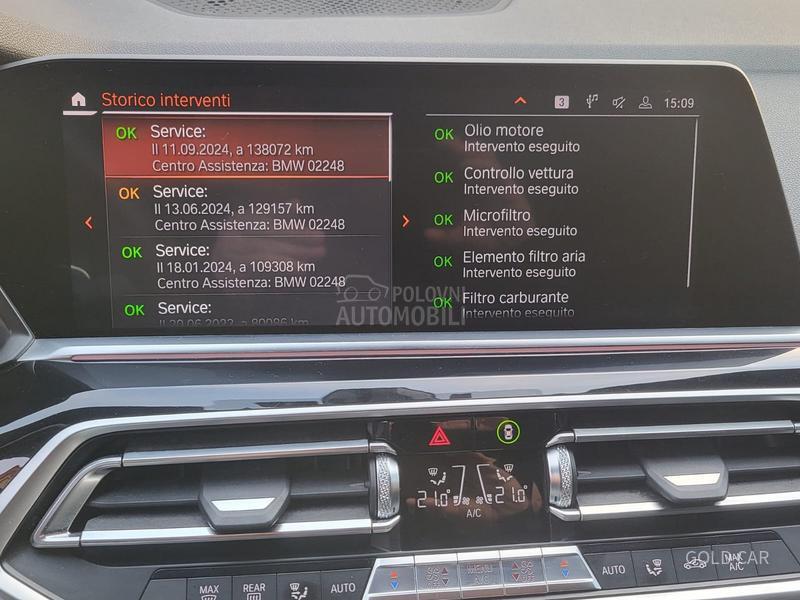 Storico interventi
3
15:09
OK Service:
Il 11.09.2024, a 138072 km
Centro Assistenza: BMW 02248
OK Service:
Il 13.06.2024, a 129157 km
Centro Assistenza: BMW 02248
OK Service:
Il 18.01.2024, a 109308 km
Centro Assistenza: BMW 02248
OK Service:
OK Olio motore
Intervento eseguito
OK Controllo vettura
Intervento eseguito
OK Microfiltro
Intervento eseguito
OK Elemento filtro aria
Intervento eseguito
OK Filtro carburante
Intervento eseguito
POLOVNI
AUTOMOBILI
21.0° 21.0°
A/C
MAX
REAR
AUTO
MENU
A/C
OFF
AUTO
MAX
A/C
GOLD CAR